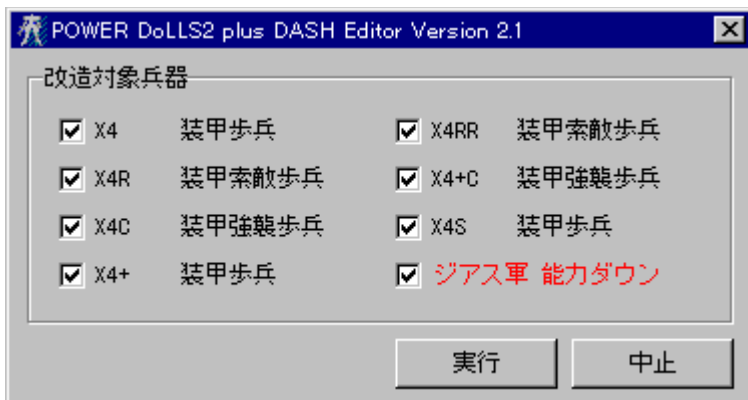 POWER DoLLS2 plus DASH Editor Version 2.1
改造対象兵器
X4 装甲歩兵 X4RR 装甲索敵歩兵
X4R 装甲索敵歩兵 X4+C 装甲強襲歩兵
X4C 装甲強襲歩兵 X4S 装甲歩兵
X4+ 装甲歩兵 ジアス軍 能力ダウン
実行 中止